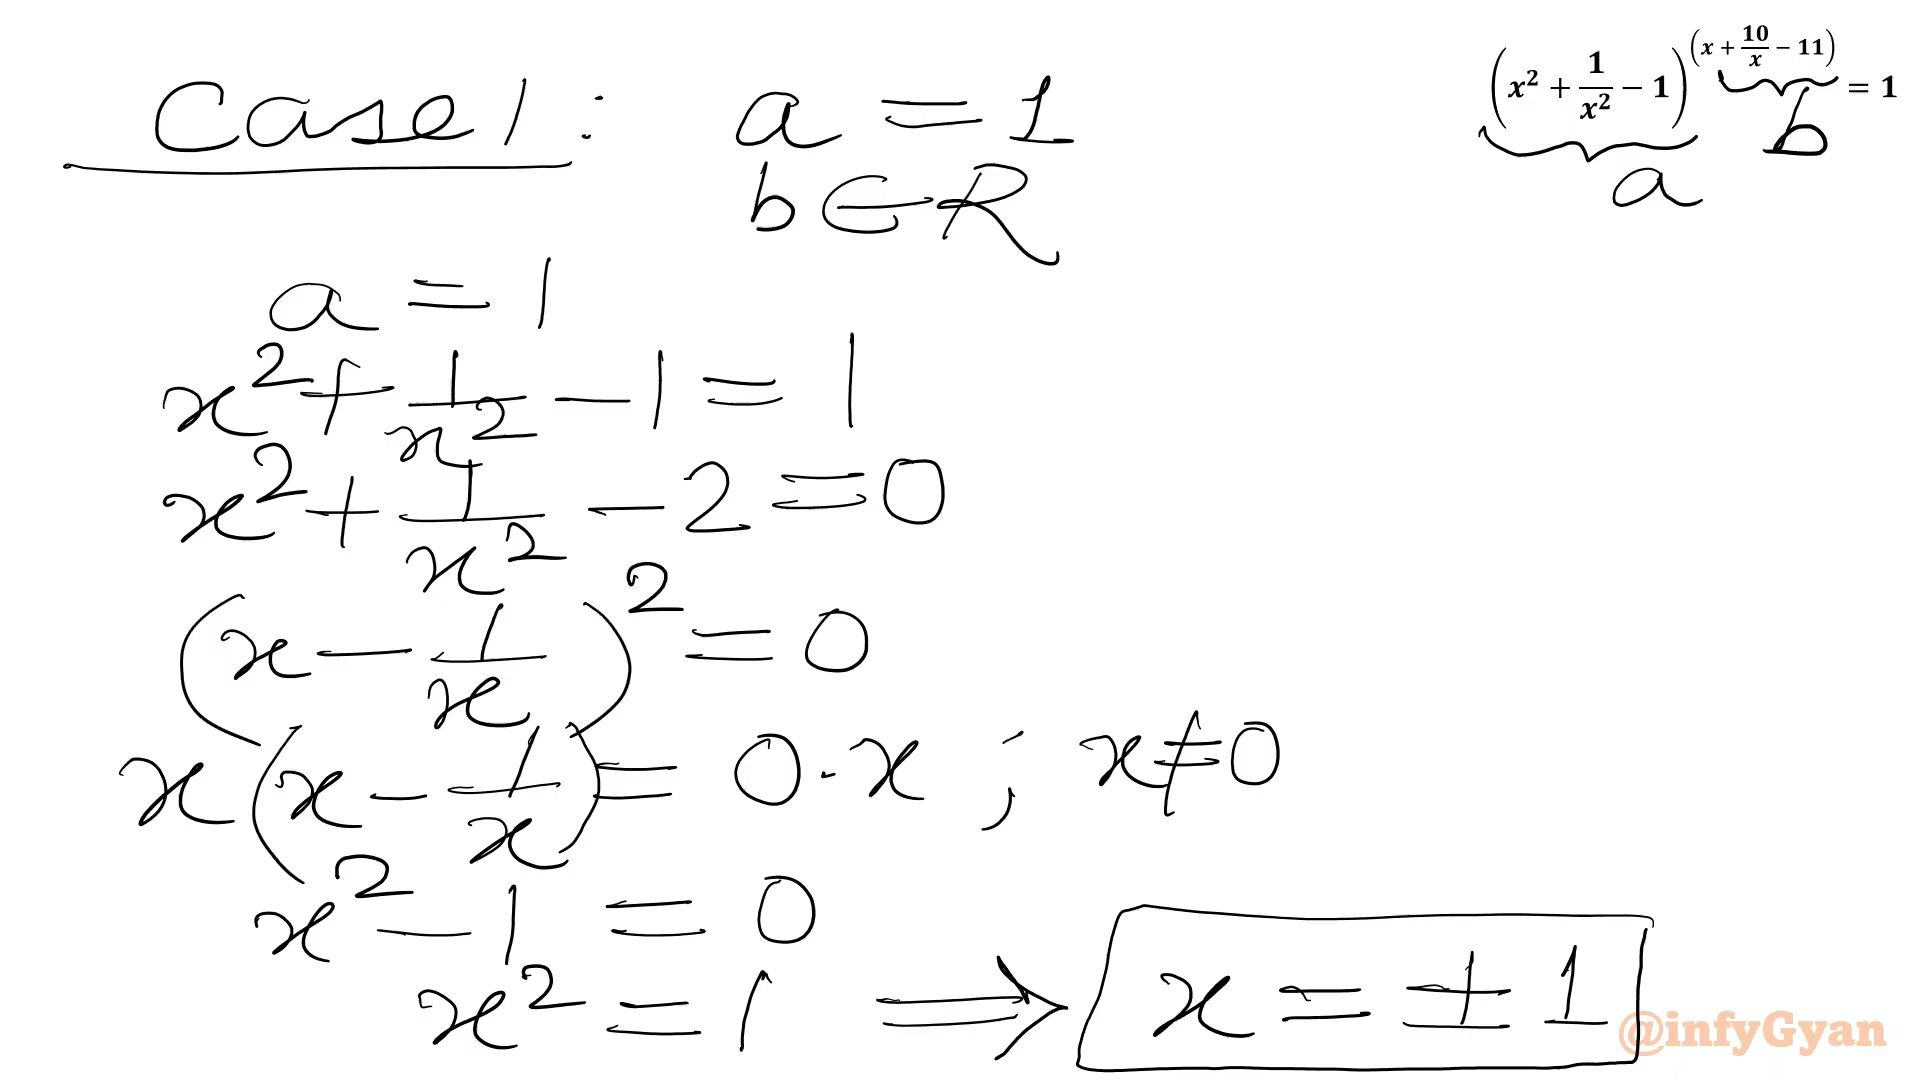 (x² + 1/x² − 1)^(x + 10/x − 11) = 1
a b
Case 1 : a = 1
b ∈ R
a = 1
x² + 1/x² − 1 = 1
x² + 1/x² − 2 = 0
(x − 1/x)² = 0
x (x − 1/x) = 0 · x ; x ≠ 0
x² − 1 = 0
x² = 1 ⇒ x = ± 1
@infyGyan